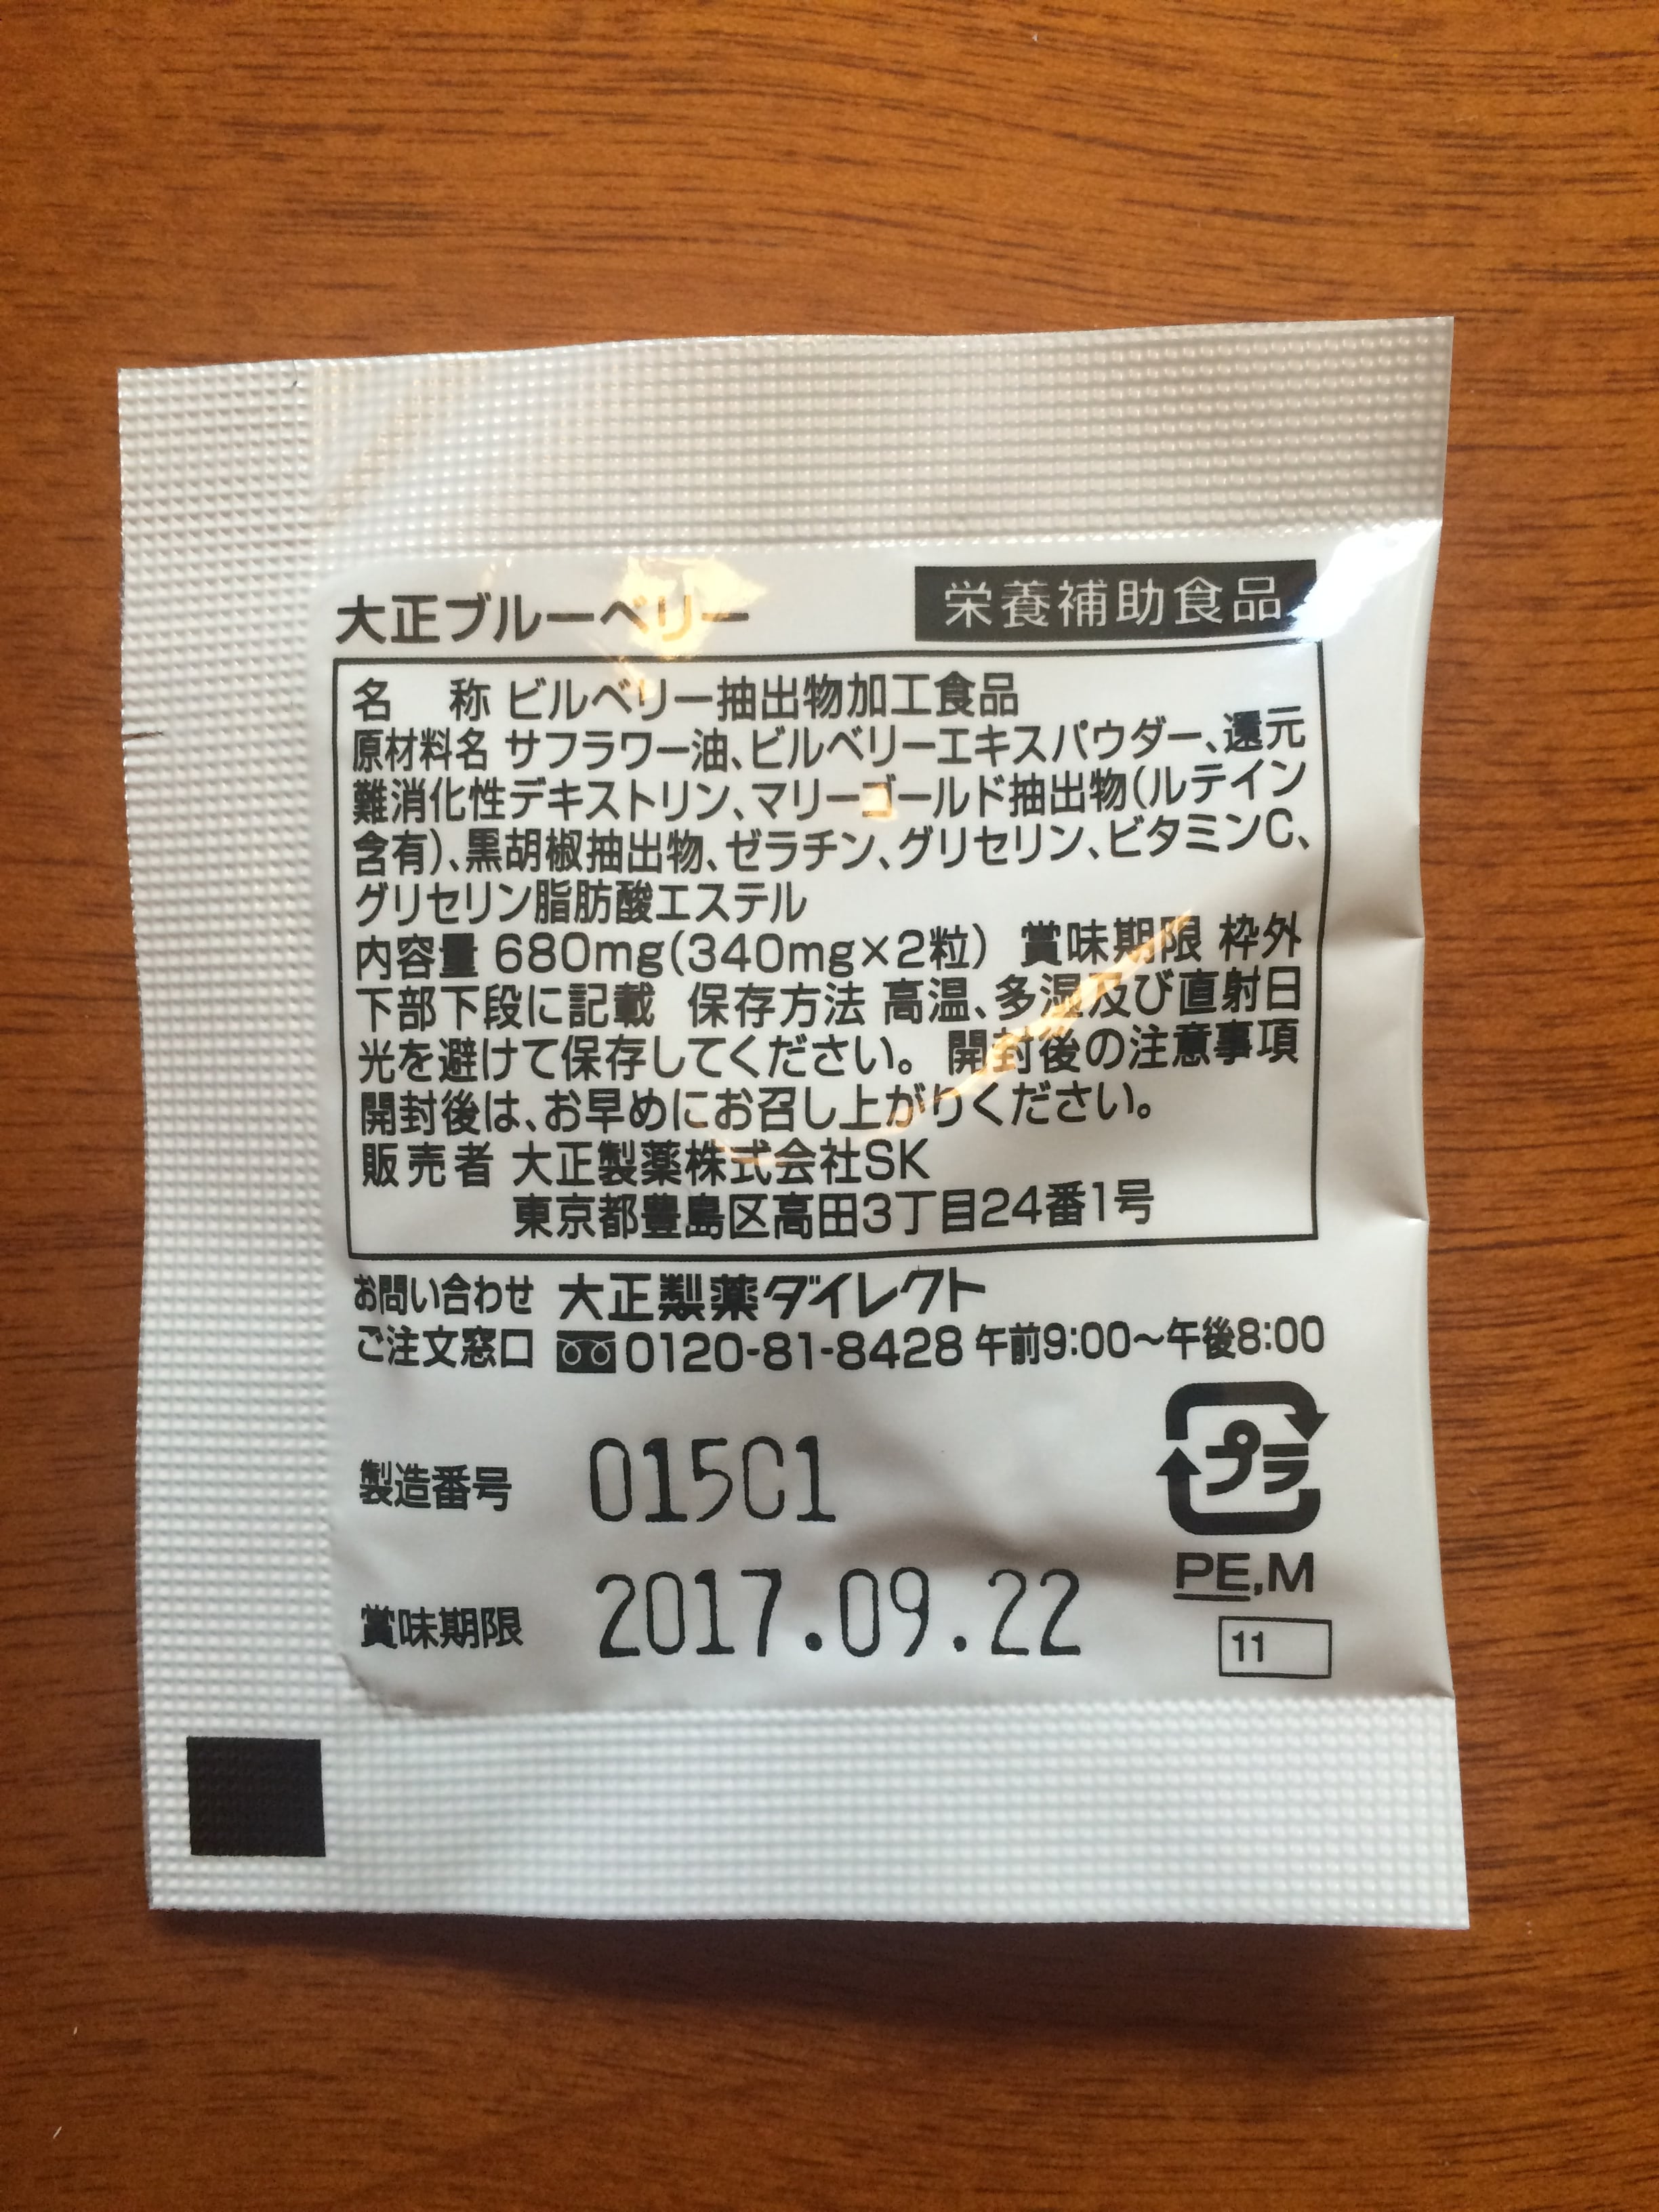 大正ブルーベリー 栄養補助食品
名　称 ビルベリー抽出物加工食品
原材料名 サフラワー油、ビルベリーエキスパウダー、還元
難消化性デキストリン、マリーゴールド抽出物(ルテイン
含有)、黒胡椒抽出物、ゼラチン、グリセリン、ビタミンC、
グリセリン脂肪酸エステル
内容量 680mg(340mg×2粒) 賞味期限 枠外
下部下段に記載 保存方法 高温、多湿及び直射日
光を避けて保存してください。 開封後の注意事項
開封後は、お早めにお召し上がりください。
販売者 大正製薬株式会社SK
東京都豊島区高田3丁目24番1号
お問い合わせ 大正製薬ダイレクト
ご注文窓口 0120-81-8428 午前9:00〜午後8:00
製造番号 015C1
プラ
PE,M
賞味期限 2017.09.22
11